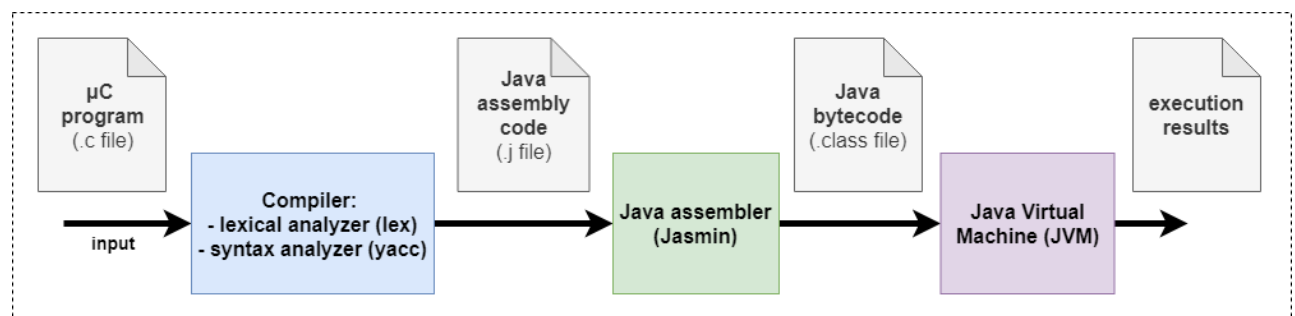 µC
program
(.c file)
input
Compiler:
- lexical analyzer (lex)
- syntax analyzer (yacc)
Java
assembly
code
(.j file)
Java assembler
(Jasmin)
Java
bytecode
(.class file)
Java Virtual
Machine (JVM)
execution
results